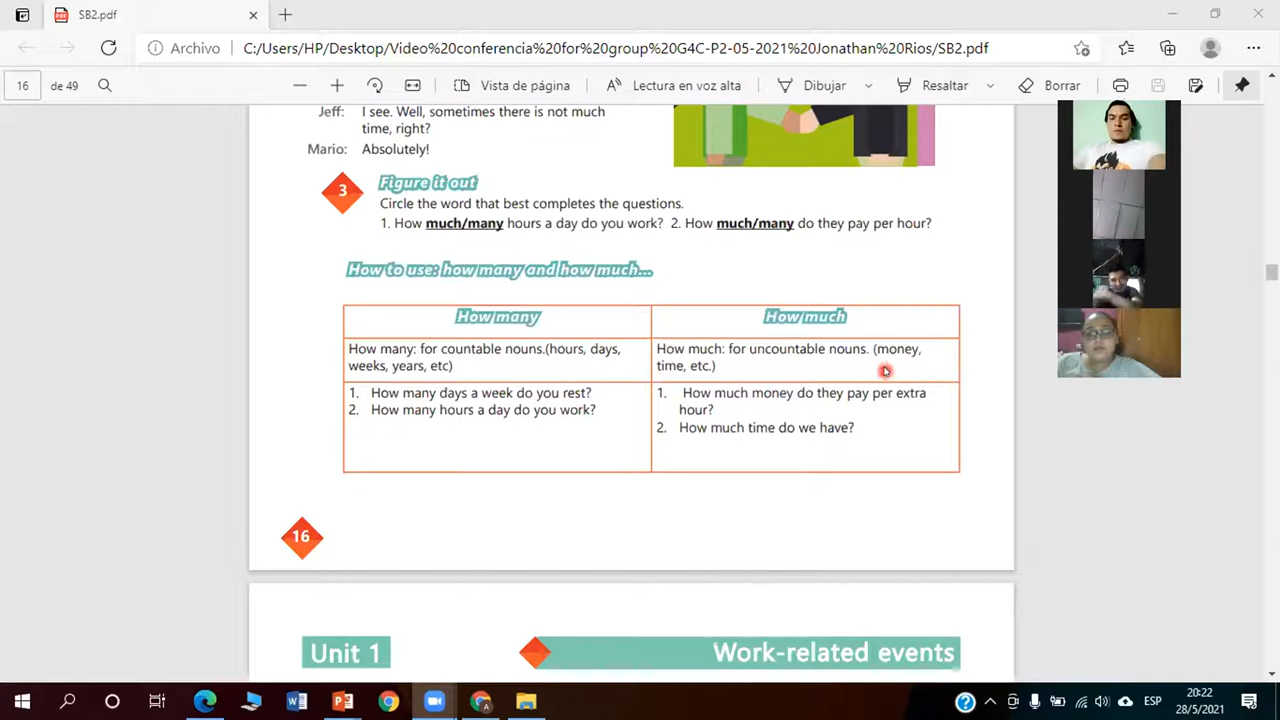 SB2.pdf
Archivo
C:/Users/HP/Desktop/Video%20conferencia%20for%20group%20G4C-P2-05-2021%20Jonathan%20Rios/SB2.pdf
16 de 49
Vista de página
Lectura en voz alta
Dibujar
Resaltar
Borrar
Jeff: I see. Well, sometimes there is not much
time, right?
Mario: Absolutely!
3 Figure it out
Circle the word that best completes the questions.
1. How much/many hours a day do you work? 2. How much/many do they pay per hour?
How to use: how many and how much...
How many
How many: for countable nouns.(hours, days,
weeks, years, etc)
1. How many days a week do you rest?
2. How many hours a day do you work?
How much
How much: for uncountable nouns. (money,
time, etc.)
1. How much money do they pay per extra
hour?
2. How much time do we have?
16
Unit 1
Work-related events
ESP
20:22
28/5/2021